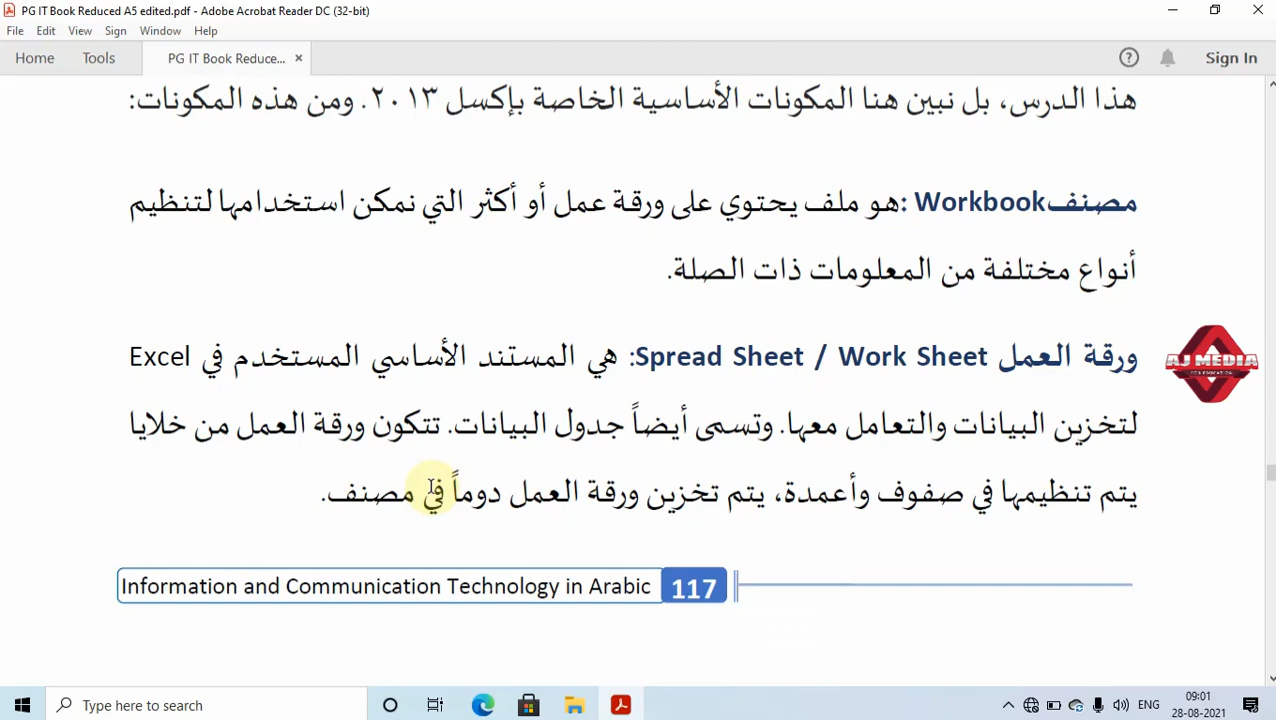 PG IT Book Reduced A5 edited.pdf - Adobe Acrobat Reader DC (32-bit)
File Edit View Sign Window Help
Home Tools PG IT Book Reduce... × Sign In
هذا الدرس، بل نبين هنا المكونات الأساسية الخاصة بإكسل ٢٠١٣. ومن هذه المكونات:
مصنف Workbook: هو ملف يحتوي على ورقة عمل أو أكثر التي نمكن استخدامها لتنظيم
أنواع مختلفة من المعلومات ذات الصلة.
ورقة العمل Spread Sheet / Work Sheet: هي المستند الأساسي المستخدم في Excel
لتخزين البيانات والتعامل معها. وتسمى أيضاً جدول البيانات. تتكون ورقة العمل من خلايا
يتم تنظيمها في صفوف وأعمدة، يتم تخزين ورقة العمل دوماً في مصنف.
AJ MEDIA
FOR EDUCATION
Information and Communication Technology in Arabic 117
Type here to search
ENG
09:01
28-08-2021